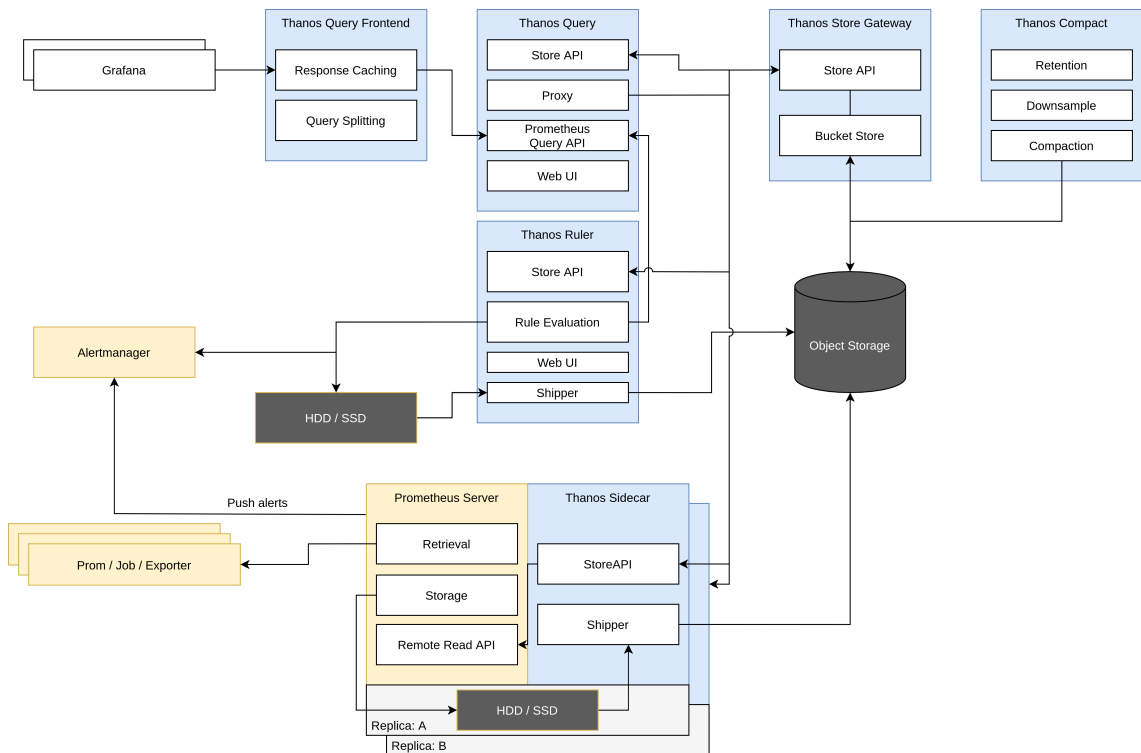 Thanos Query Frontend
Grafana
Response Caching
Query Splitting
Thanos Query
Store API
Proxy
Prometheus
Query API
Web UI
Thanos Store Gateway
Store API
Bucket Store
Thanos Compact
Retention
Downsample
Compaction
Thanos Ruler
Store API
Rule Evaluation
Web UI
Shipper
Alertmanager
HDD / SSD
Object Storage
Push alerts
Prometheus Server
Retrieval
Storage
Remote Read API
Thanos Sidecar
StoreAPI
Shipper
Prom / Job / Exporter
HDD / SSD
Replica: A
Replica: B